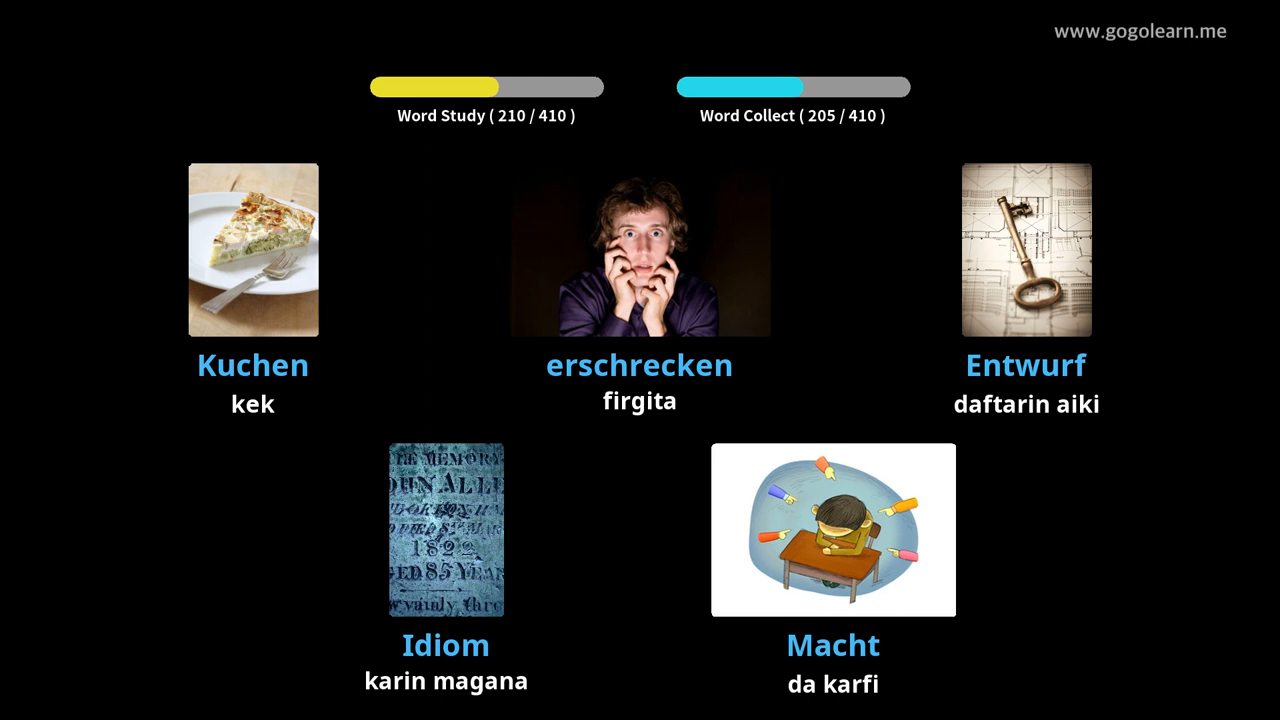 www.gogolearn.me
Word Study ( 210 / 410 )
Word Collect ( 205 / 410 )
Kuchen
kek
erschrecken
firgita
Entwurf
daftarin aiki
1822
Idiom
karin magana
Macht
da karfi